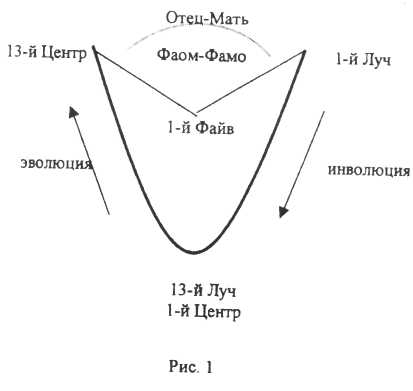 Отец-Мать
13-й Центр
Фаом-Фамо
1-й Луч
1-й Файв
эволюция
инволюция
13-й Луч
1-й Центр
Рис. 1